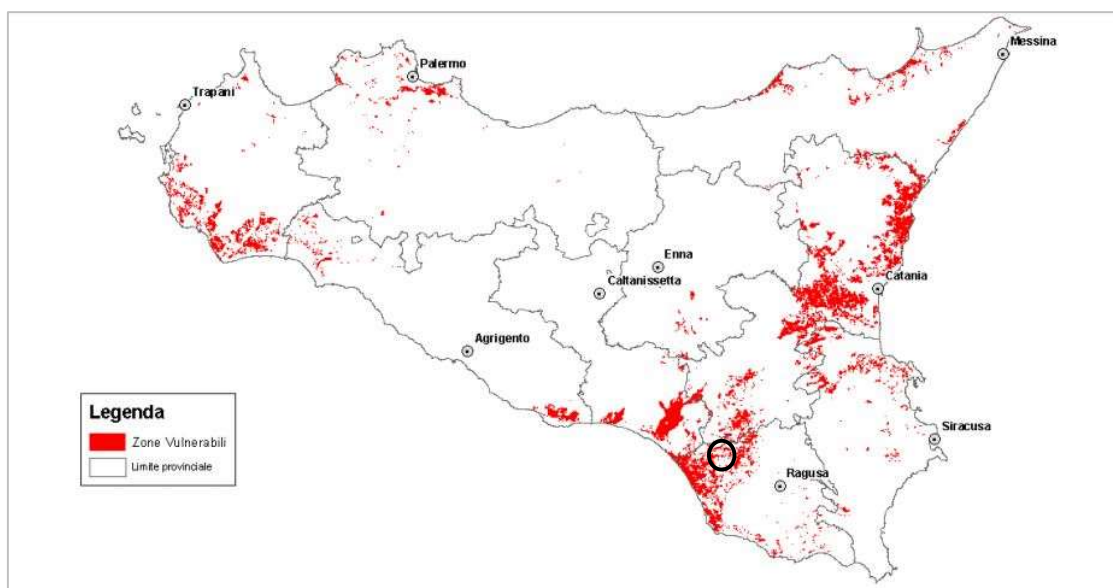 Messina
Palermo
Trapani
Enna
Caltanissetta
Catania
Agrigento
Siracusa
Ragusa
Legenda
Zone Vulnerabili
Limite provinciale